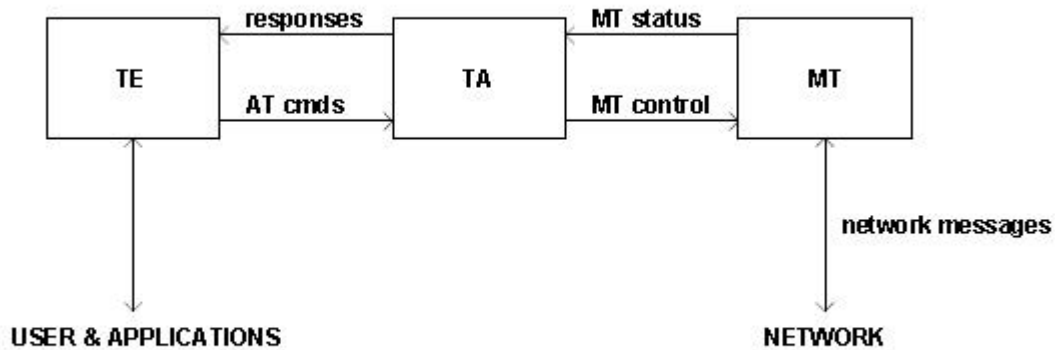 responses
MT status
TE
TA
MT
AT cmds
MT control
network messages
USER & APPLICATIONS
NETWORK